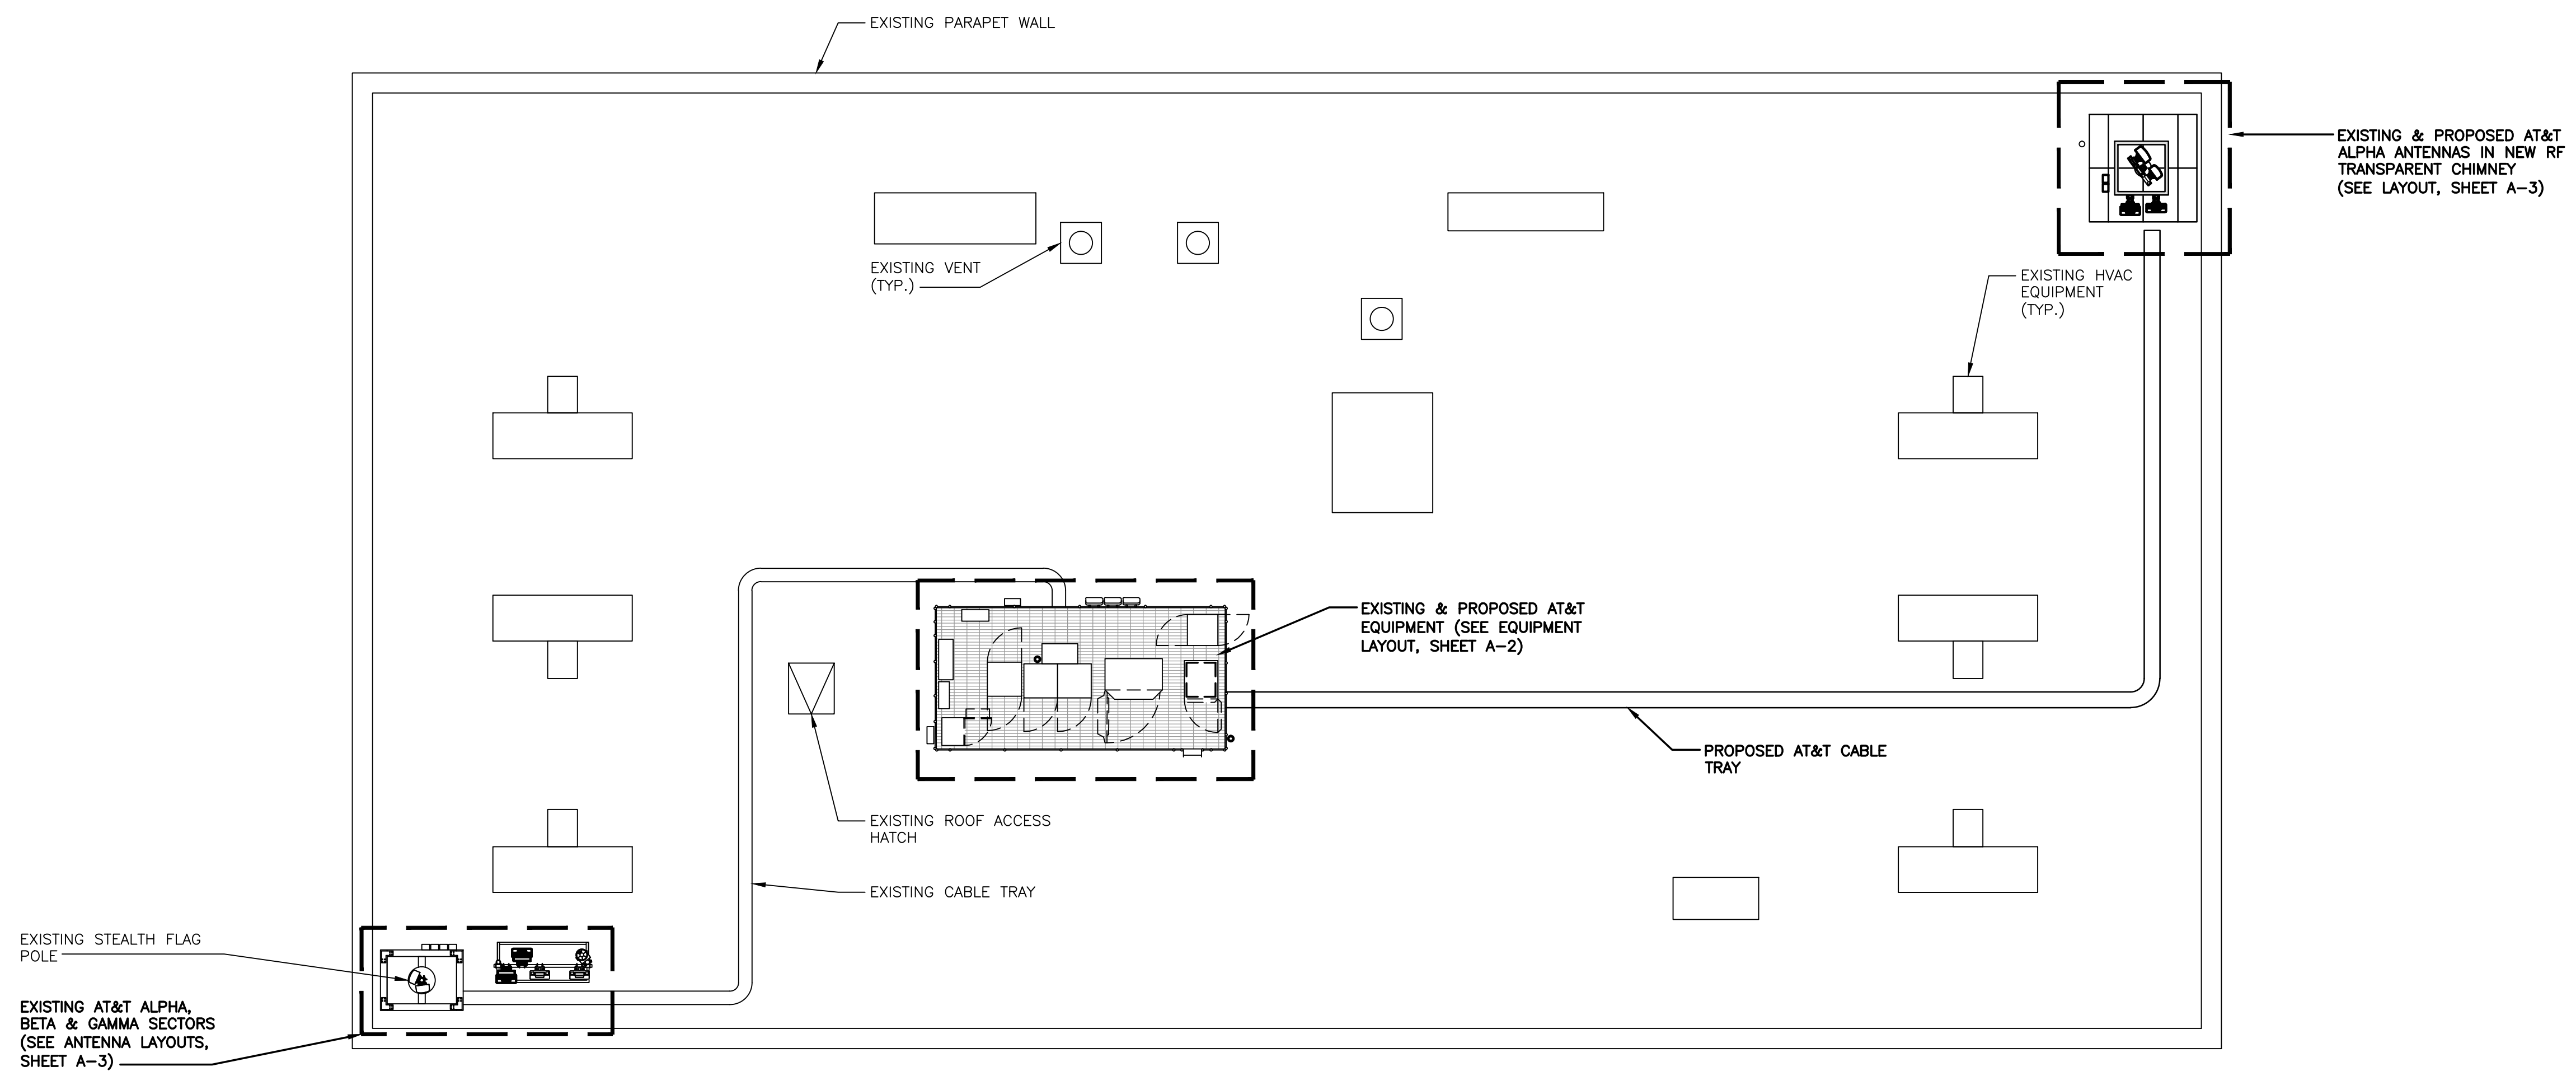 EXISTING PARAPET WALL
EXISTING & PROPOSED AT&T
ALPHA ANTENNAS IN NEW RF
TRANSPARENT CHIMNEY
(SEE LAYOUT, SHEET A-3)
EXISTING VENT
(TYP.)
EXISTING HVAC
EQUIPMENT
(TYP.)
EXISTING & PROPOSED AT&T
EQUIPMENT (SEE EQUIPMENT
LAYOUT, SHEET A-2)
PROPOSED AT&T CABLE
TRAY
EXISTING ROOF ACCESS
HATCH
EXISTING CABLE TRAY
EXISTING STEALTH FLAG
POLE
EXISTING AT&T ALPHA,
BETA & GAMMA SECTORS
(SEE ANTENNA LAYOUTS,
SHEET A-3)